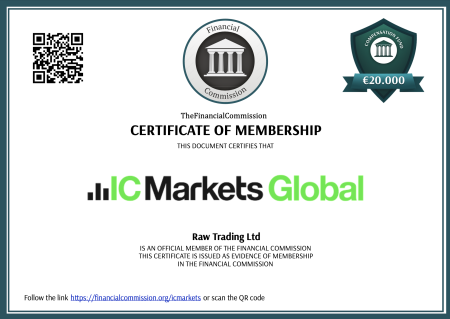 Financial
Commission
COMPENSATION FUND
€20.000
TheFinancialCommission
CERTIFICATE OF MEMBERSHIP
THIS DOCUMENT CERTIFIES THAT
IC Markets Global
Raw Trading Ltd
IS AN OFFICIAL MEMBER OF THE FINANCIAL COMMISSION
THIS CERTIFICATE IS ISSUED AS EVIDENCE OF MEMBERSHIP
IN THE FINANCIAL COMMISSION
Follow the link https://financialcommission.org/icmarkets or scan the QR code